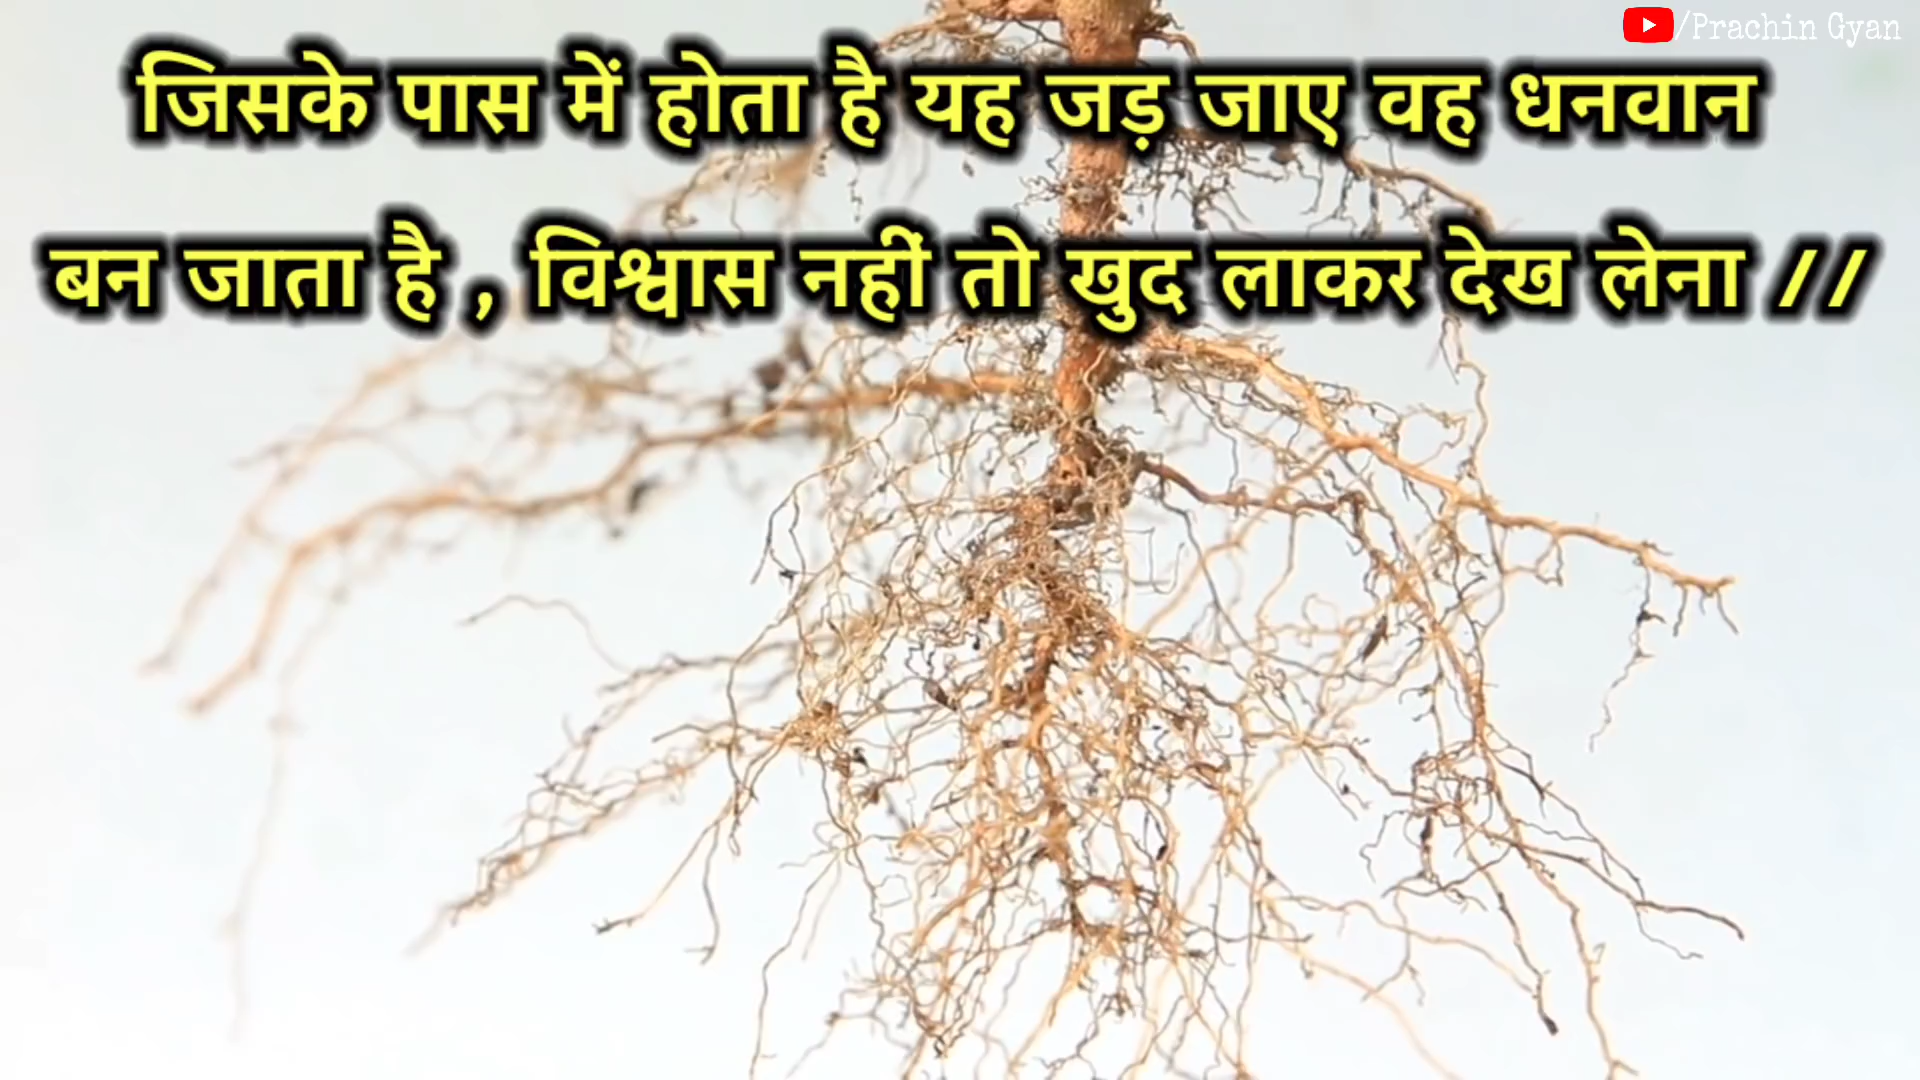 /Prachin Gyan
जिसके पास में होता है यह जड़ जाए वह धनवान
बन जाता है , विश्वास नहीं तो खुद लाकर देख लेना //